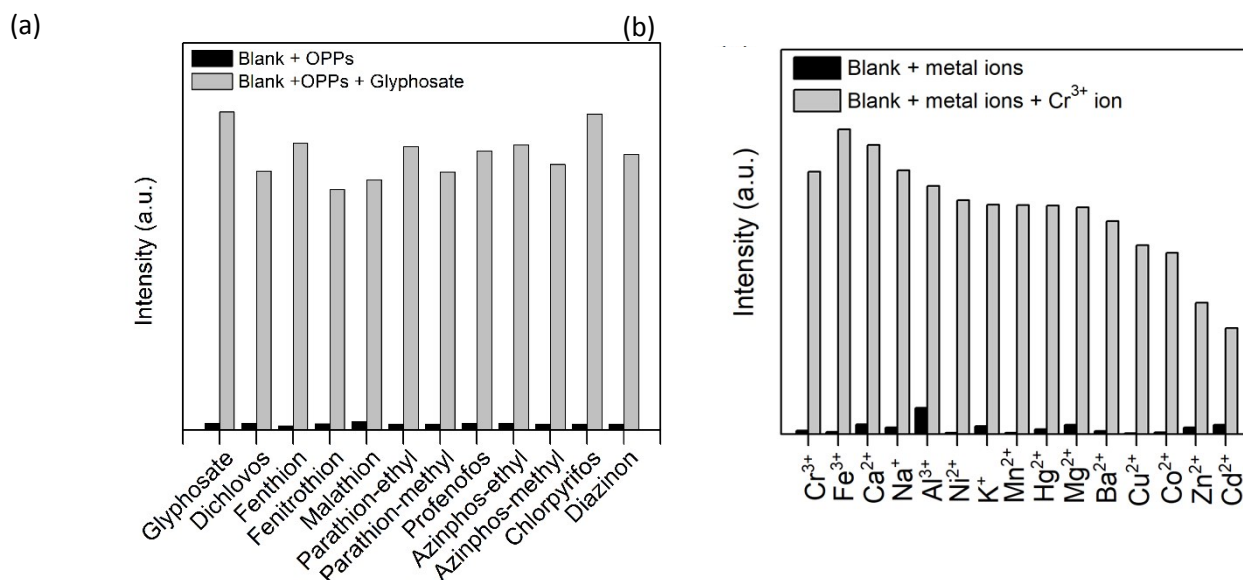 (a)
Blank + OPPs
Blank +OPPs + Glyphosate
Intensity (a.u.)
Glyphosate
Dichlovos
Fenthion
Fenitrothion
Malathion
Parathion-ethyl
Parathion-methyl
Profenofos
Azinphos-ethyl
Azinphos-methyl
Chlorpyrifos
Diazinon
(b)
Blank + metal ions
Blank + metal ions + Cr³⁺ ion
Intensity (a.u.)
Cr³⁺
Fe³⁺
Ca²⁺
Na⁺
Al³⁺
Ni²⁺
K⁺
Mn²⁺
Hg²⁺
Mg²⁺
Ba²⁺
Cu²⁺
Co²⁺
Zn²⁺
Cd²⁺